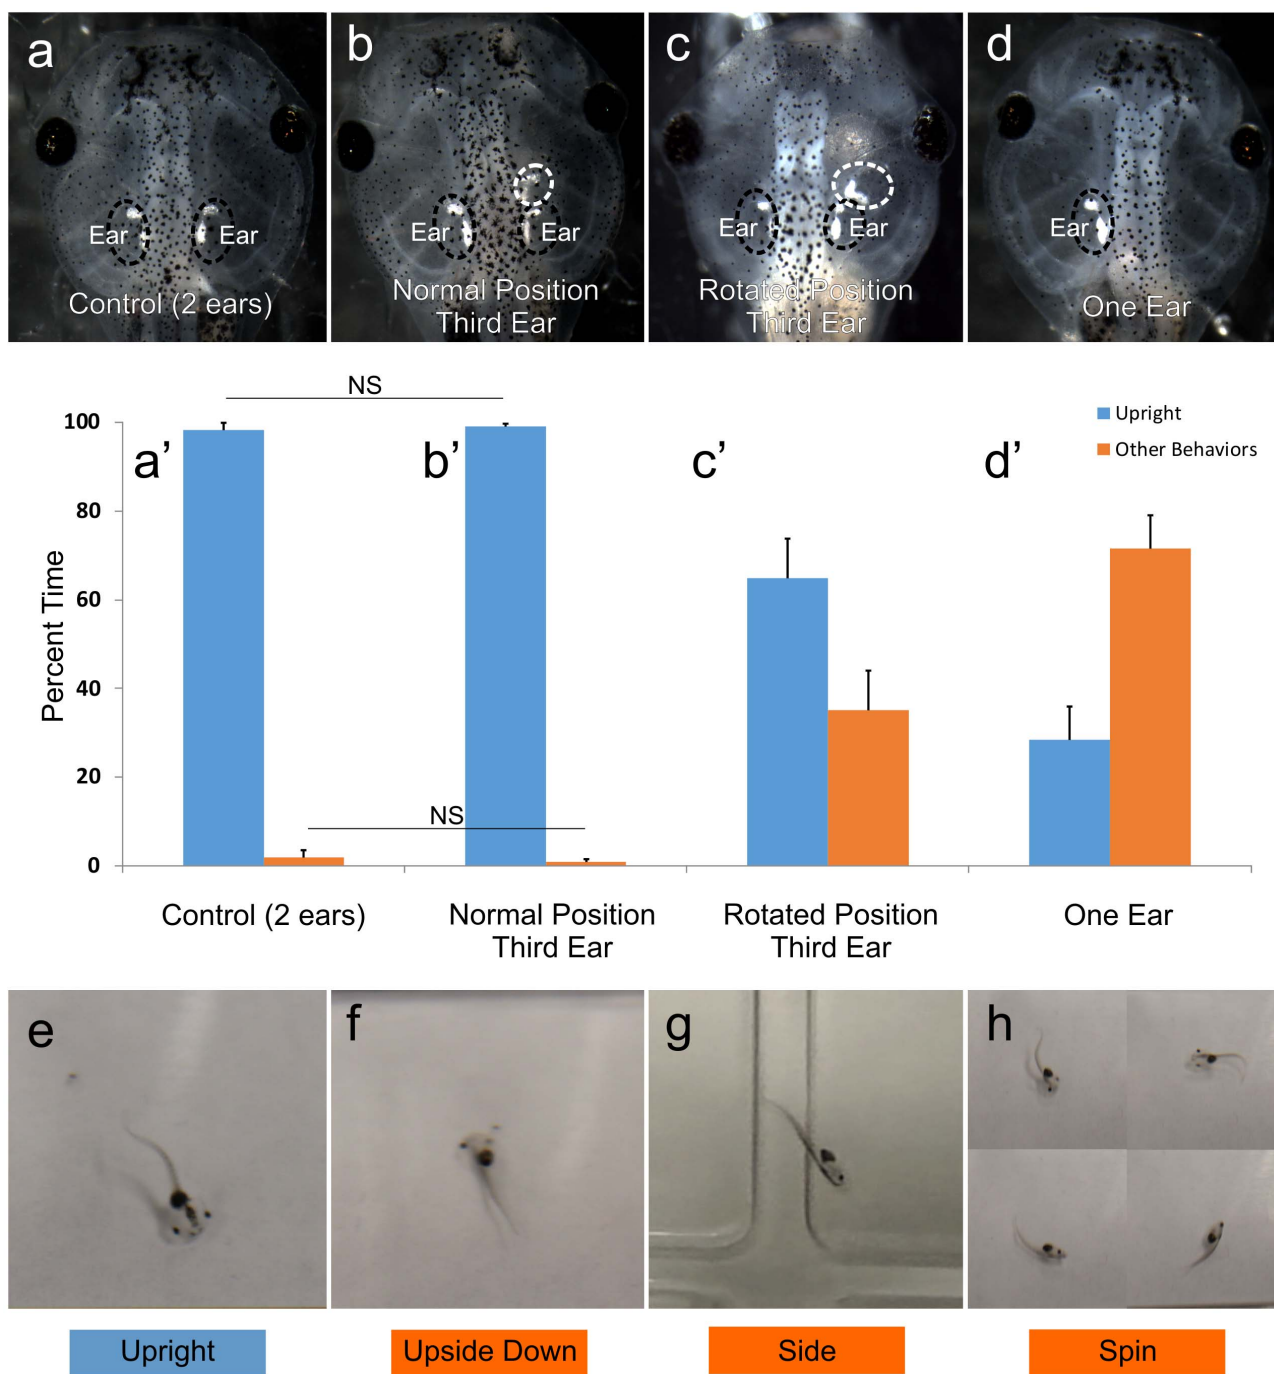 a
Ear
Ear
Control (2 ears)
b
Ear
Ear
Normal Position
Third Ear
c
Ear
Ear
Rotated Position
Third Ear
d
Ear
One Ear
NS
Upright
Other Behaviors
a’
b’
c’
d’
Percent Time
100
80
60
40
20
0
NS
Control (2 ears)
Normal Position
Third Ear
Rotated Position
Third Ear
One Ear
e
f
g
h
Upright
Upside Down
Side
Spin